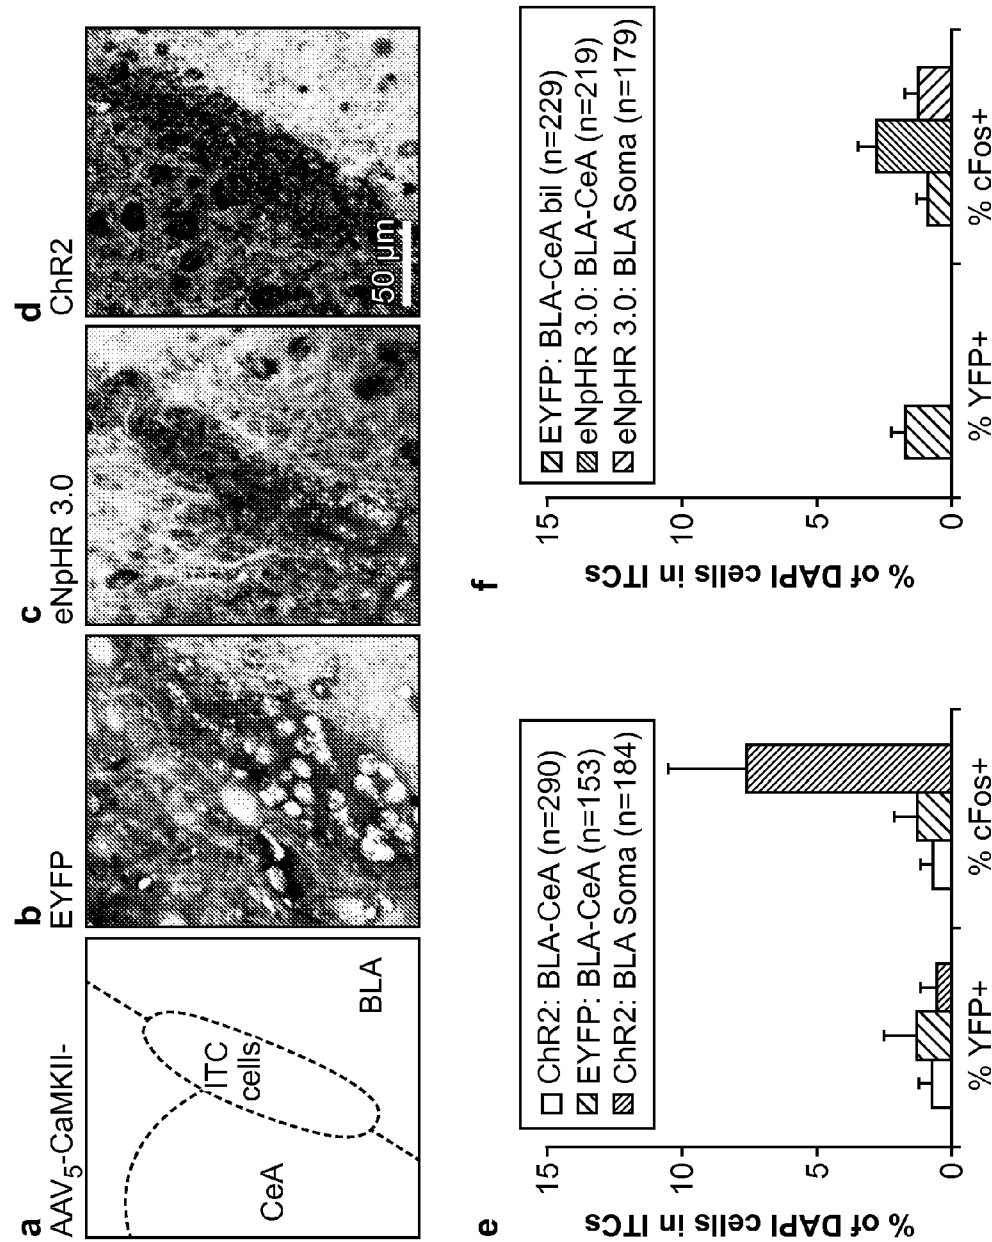 a
AAV5-CaMKII-
CeA
ITC
cells
BLA
b
EYFP
c
eNpHR 3.0
d
ChR2
50 µm
e
% of DAPI cells in ITCs
15
10
5
0
ChR2: BLA-CeA (n=290)
EYFP: BLA-CeA (n=153)
ChR2: BLA Soma (n=184)
% YFP+
% cFos+
f
% of DAPI cells in ITCs
15
10
5
0
EYFP: BLA-CeA bil (n=229)
eNpHR 3.0: BLA-CeA (n=219)
eNpHR 3.0: BLA Soma (n=179)
% YFP+
% cFos+